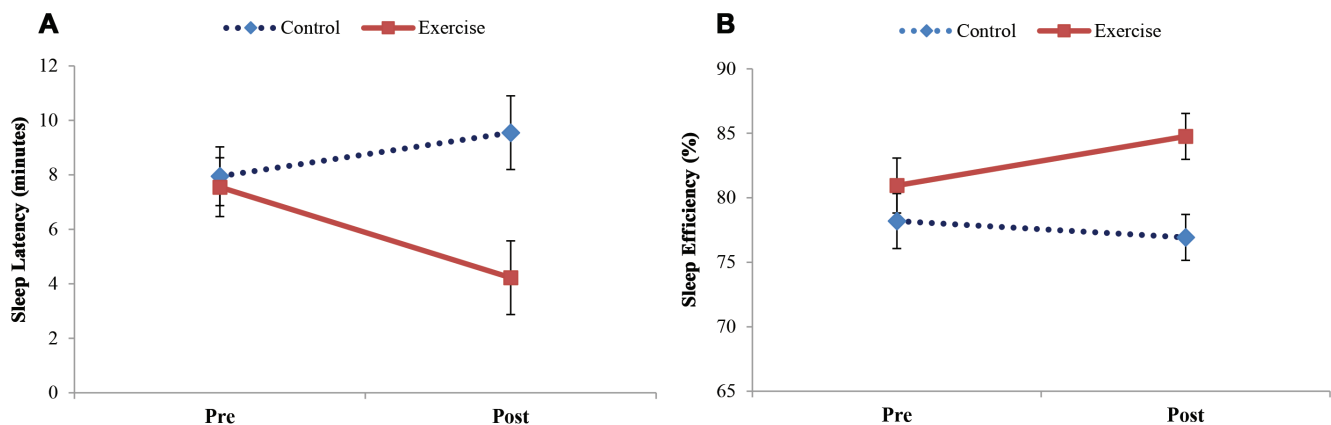 A
Control
Exercise
Sleep Latency (minutes)
12
10
8
6
4
2
0
Pre
Post
B
Control
Exercise
Sleep Efficiency (%)
90
85
80
75
70
65
Pre
Post